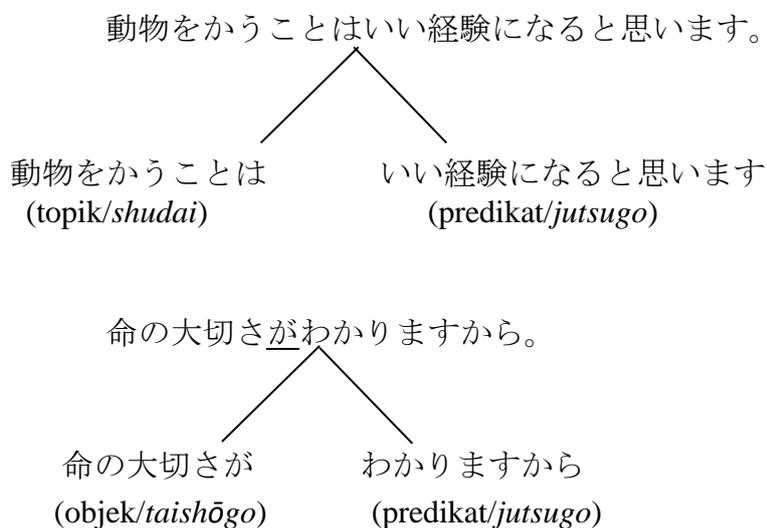 動物をかうことはいい経験になると思います。
動物をかうことは いい経験になると思います
(topik/shudai) (predikat/jutsugo)
命の大切さがわかりますから。
命の大切さが わかりますから
(objek/taishōgo) (predikat/jutsugo)